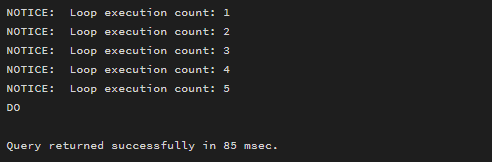 NOTICE:  Loop execution count: 1
NOTICE:  Loop execution count: 2
NOTICE:  Loop execution count: 3
NOTICE:  Loop execution count: 4
NOTICE:  Loop execution count: 5
DO
Query returned successfully in 85 msec.